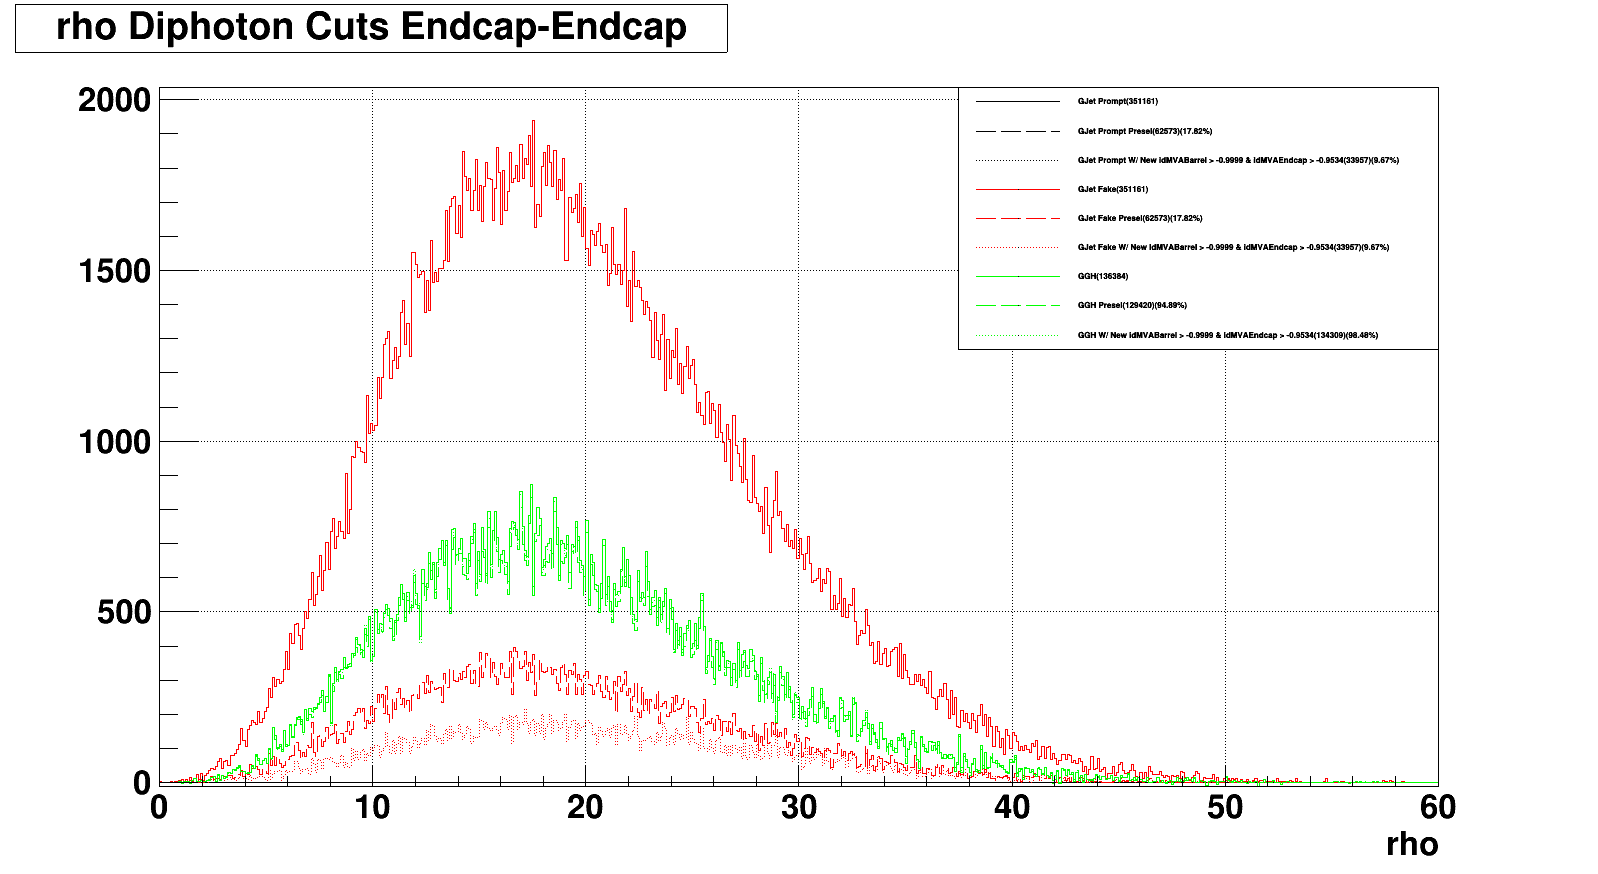 rho Diphoton Cuts Endcap-Endcap
2000
1500
1000
500
0
GJet Prompt(351161)
GJet Prompt Presel(62573)(17.82%)
GJet Prompt W/ New idMVABarrel > -0.9999 & idMVAEndcap > -0.9534(33957)(9.67%)
GJet Fake(351161)
GJet Fake Presel(62573)(17.82%)
GJet Fake W/ New idMVABarrel > -0.9999 & idMVAEndcap > -0.9534(33957)(9.67%)
GGH(136384)
GGH Presel(129420)(94.89%)
GGH W/ New idMVABarrel > -0.9999 & idMVAEndcap > -0.9534(134309)(98.48%)
0 10 20 30 40 50 60
rho